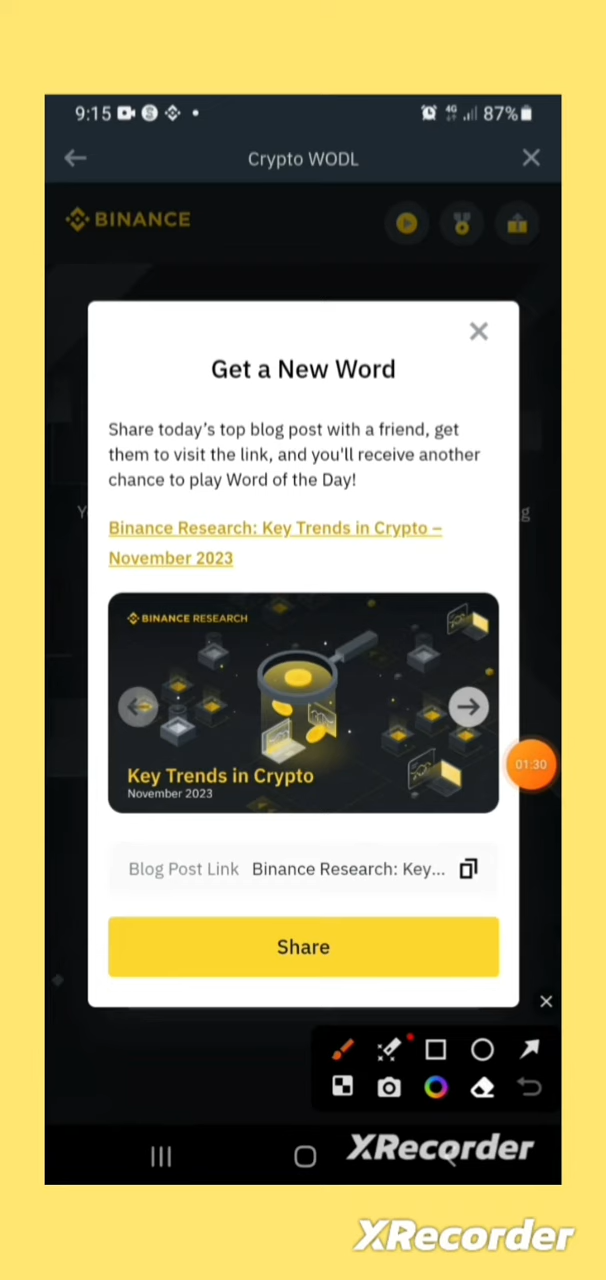 9:15
4G
87%
Crypto WODL
BINANCE
Get a New Word
Share today's top blog post with a friend, get
them to visit the link, and you'll receive another
chance to play Word of the Day!
Binance Research: Key Trends in Crypto –
November 2023
BINANCE RESEARCH
Key Trends in Crypto
November 2023
01:30
Blog Post Link Binance Research: Key...
Share
XRecorder
XRecorder